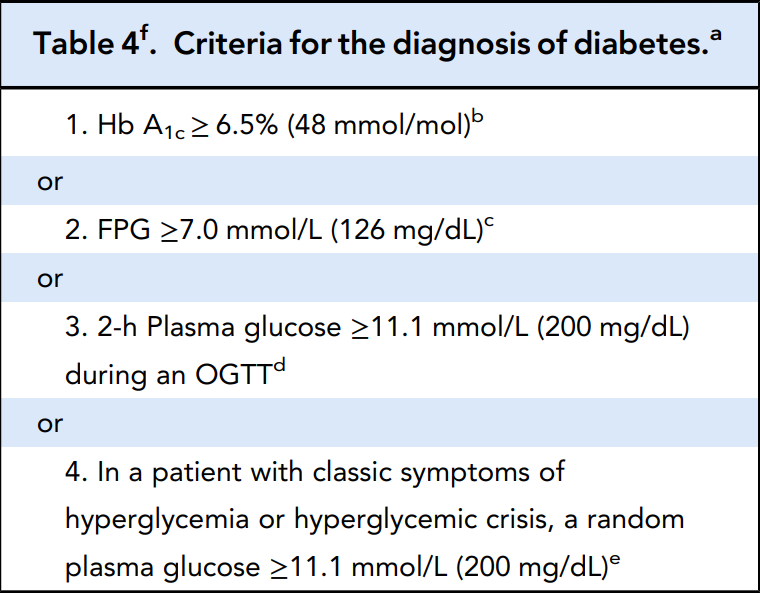 Table 4f. Criteria for the diagnosis of diabetes.a
1. Hb A1c ≥ 6.5% (48 mmol/mol)b
or
2. FPG ≥7.0 mmol/L (126 mg/dL)c
or
3. 2-h Plasma glucose ≥11.1 mmol/L (200 mg/dL)
during an OGTTd
or
4. In a patient with classic symptoms of
hyperglycemia or hyperglycemic crisis, a random
plasma glucose ≥11.1 mmol/L (200 mg/dL)e